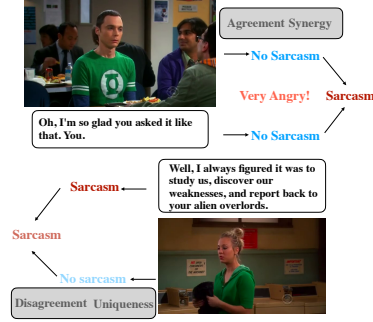 Agreement Synergy
No Sarcasm
Very Angry!
Sarcasm
Oh, I'm so glad you asked it like
that. You.
No Sarcasm
Well, I always figured it was to
study us, discover our
weaknesses, and report back to
your alien overlords.
Sarcasm
Sarcasm
No sarcasm
Disagreement Uniqueness